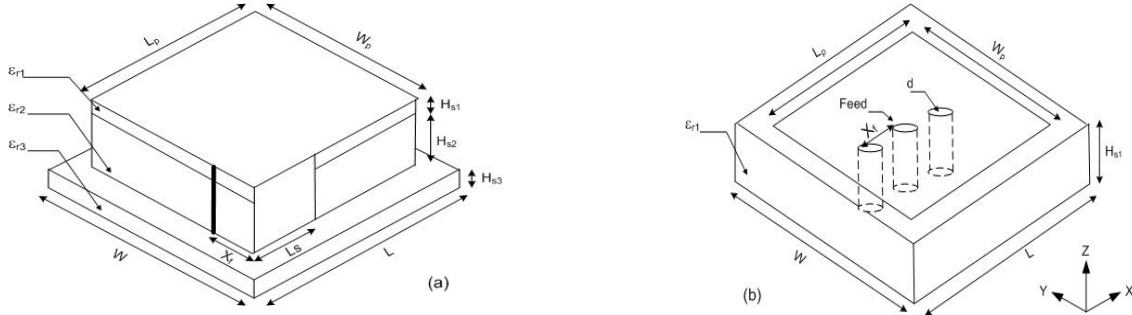 Lp
Wp
εr1
εr2
εr3
Hs1
Hs2
Hs3
Xf
Ls
W
L
(a)
Lp
Wp
d
Feed
Xf
εr1
Hs1
W
L
(b)
Z
Y
X